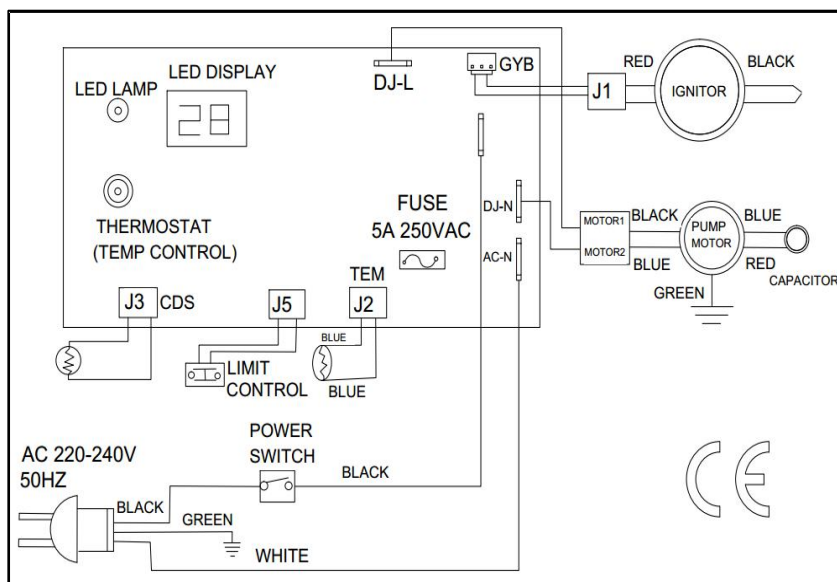 LED LAMP
LED DISPLAY
28
DJ-L
GYB
J1
RED
IGNITOR
BLACK
THERMOSTAT
(TEMP CONTROL)
FUSE
5A 250VAC
DJ-N
AC-N
MOTOR1
MOTOR2
BLACK
BLUE
PUMP
MOTOR
BLUE
RED
CAPACITOR
GREEN
J3
CDS
J5
TEM
J2
LIMIT
CONTROL
BLUE
BLUE
AC 220-240V
50HZ
POWER
SWITCH
BLACK
BLACK
GREEN
WHITE
CE